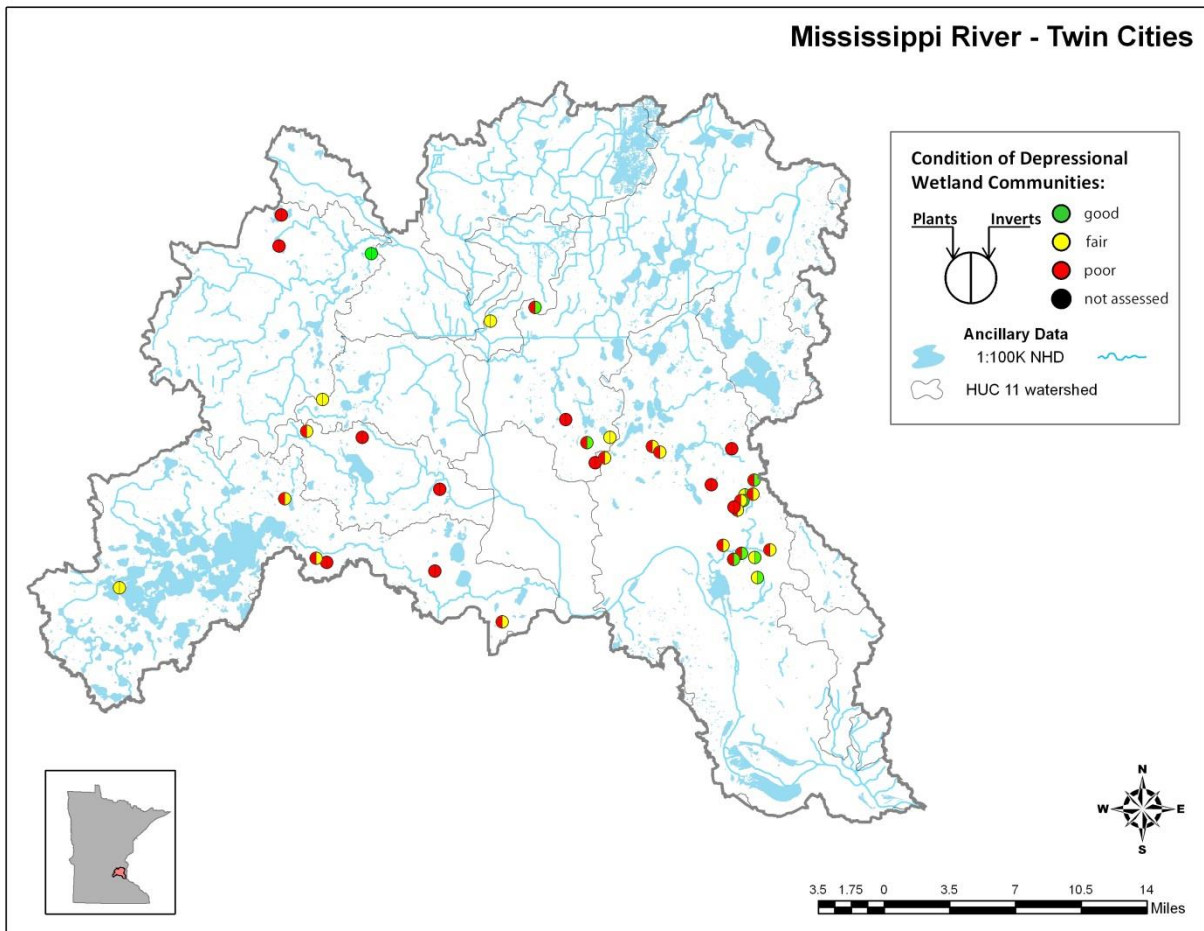 Mississippi River - Twin Cities
Condition of Depressional
Wetland Communities:
Plants Inverts
good
fair
poor
not assessed
Ancillary Data
1:100K NHD
HUC 11 watershed
N
W E
S
3.5 1.75 0 3.5 7 10.5 14
Miles